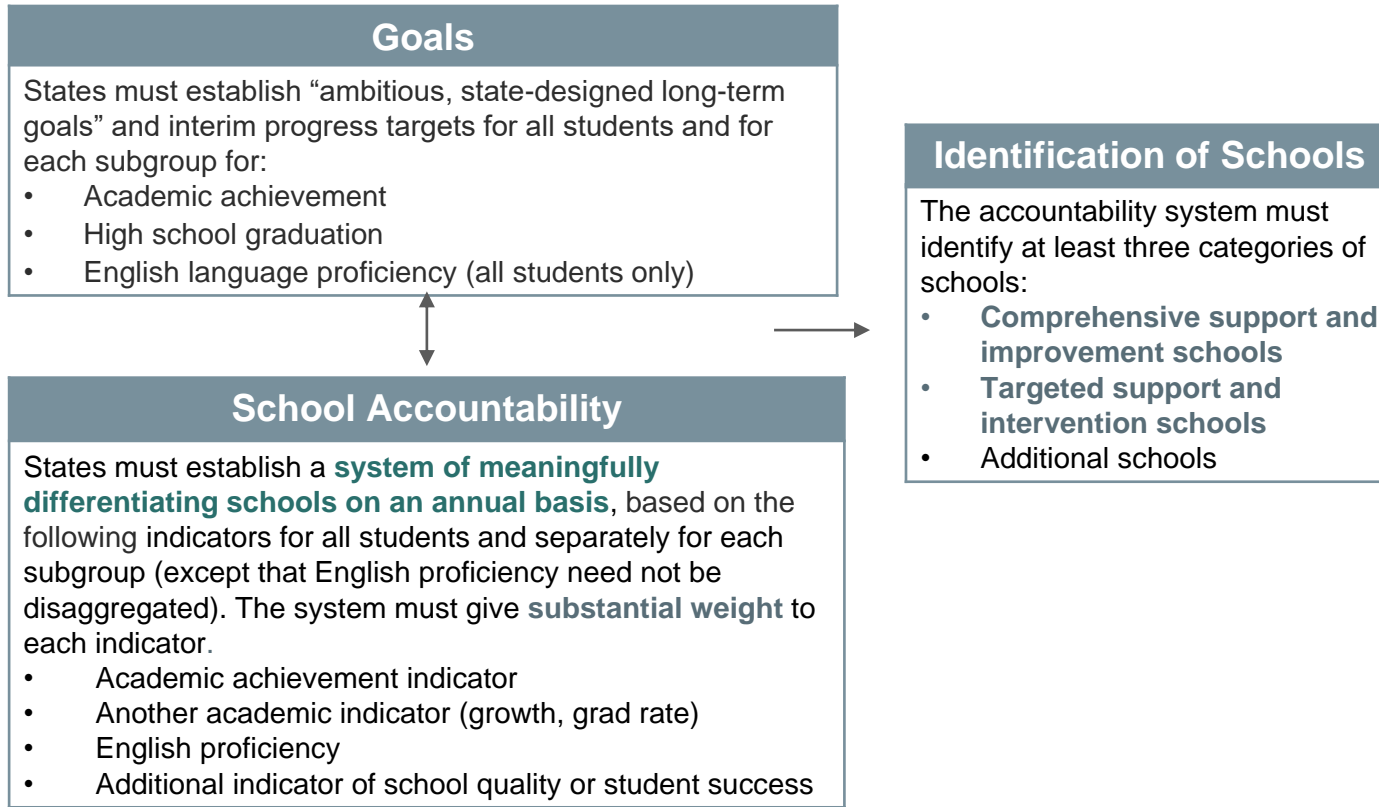 Goals
States must establish “ambitious, state-designed long-term
goals” and interim progress targets for all students and for
each subgroup for:
• Academic achievement
• High school graduation
• English language proficiency (all students only)
School Accountability
States must establish a system of meaningfully
differentiating schools on an annual basis, based on the
following indicators for all students and separately for each
subgroup (except that English proficiency need not be
disaggregated). The system must give substantial weight to
each indicator.
• Academic achievement indicator
• Another academic indicator (growth, grad rate)
• English proficiency
• Additional indicator of school quality or student success
Identification of Schools
The accountability system must
identify at least three categories of
schools:
• Comprehensive support and
improvement schools
• Targeted support and
intervention schools
• Additional schools